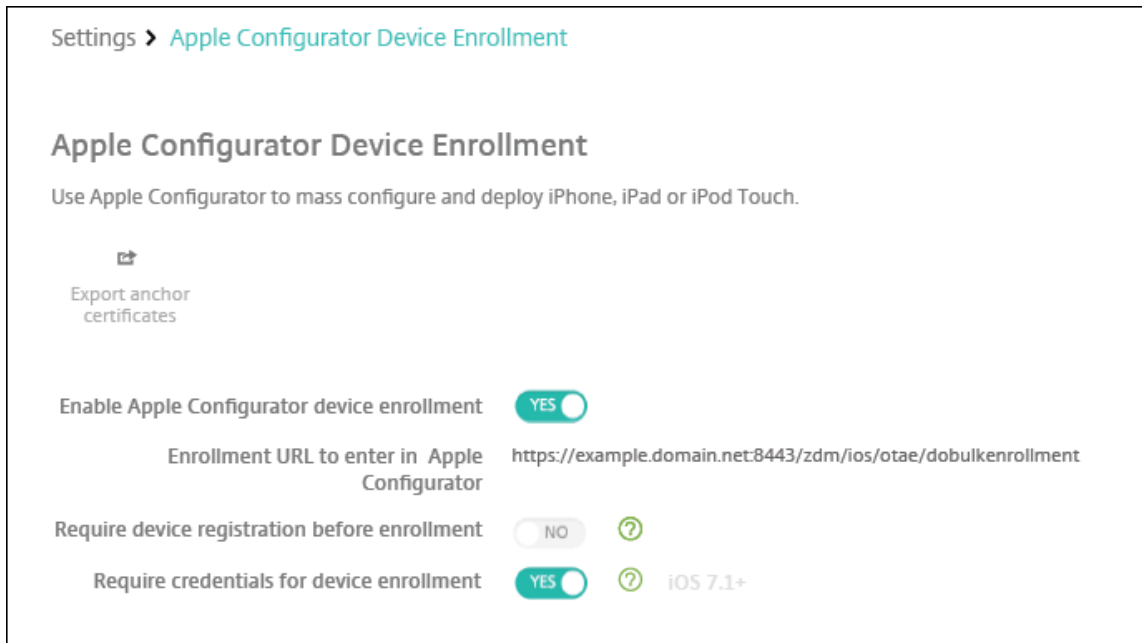 Settings > Apple Configurator Device Enrollment
Apple Configurator Device Enrollment
Use Apple Configurator to mass configure and deploy iPhone, iPad or iPod Touch.
Export anchor
certificates
Enable Apple Configurator device enrollment YES
Enrollment URL to enter in Apple https://example.domain.net:8443/zdm/ios/otae/dobulkenrollment
Configurator
Require device registration before enrollment NO ?
Require credentials for device enrollment YES ? iOS 7.1+